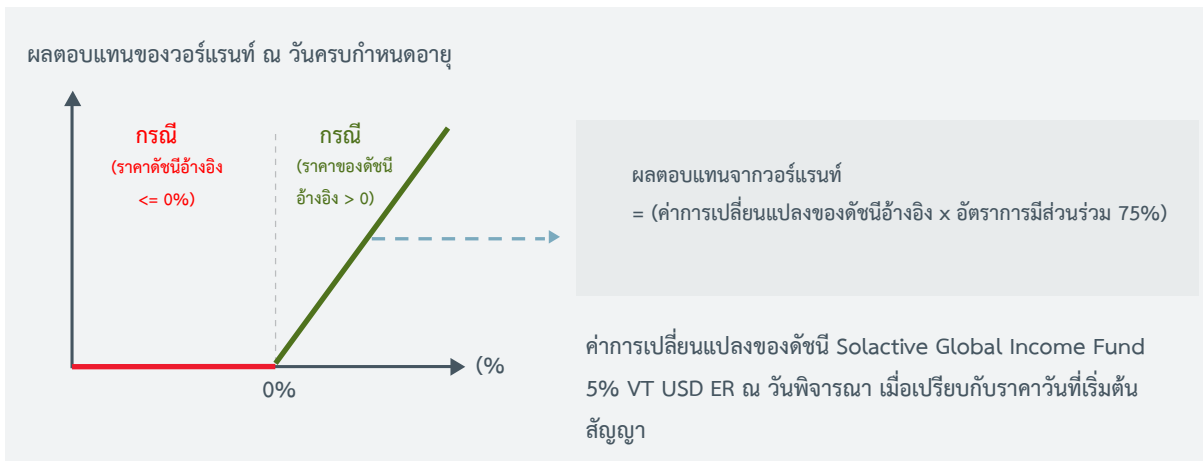 ผลตอบแทนของวอร์แรนท์ ณ วันครบกำหนดอายุ
กรณี
(ราคาดัชนีอ้างอิง
<= 0%)
กรณี
(ราคาของดัชนี
อ้างอิง > 0)
0%
(%
ผลตอบแทนจากวอร์แรนท์
= (ค่าการเปลี่ยนแปลงของดัชนีอ้างอิง x อัตราการมีส่วนร่วม 75%)
ค่าการเปลี่ยนแปลงของดัชนี Solactive Global Income Fund
5% VT USD ER ณ วันพิจารณา เมื่อเปรียบกับราคาวันที่เริ่มต้น
สัญญา